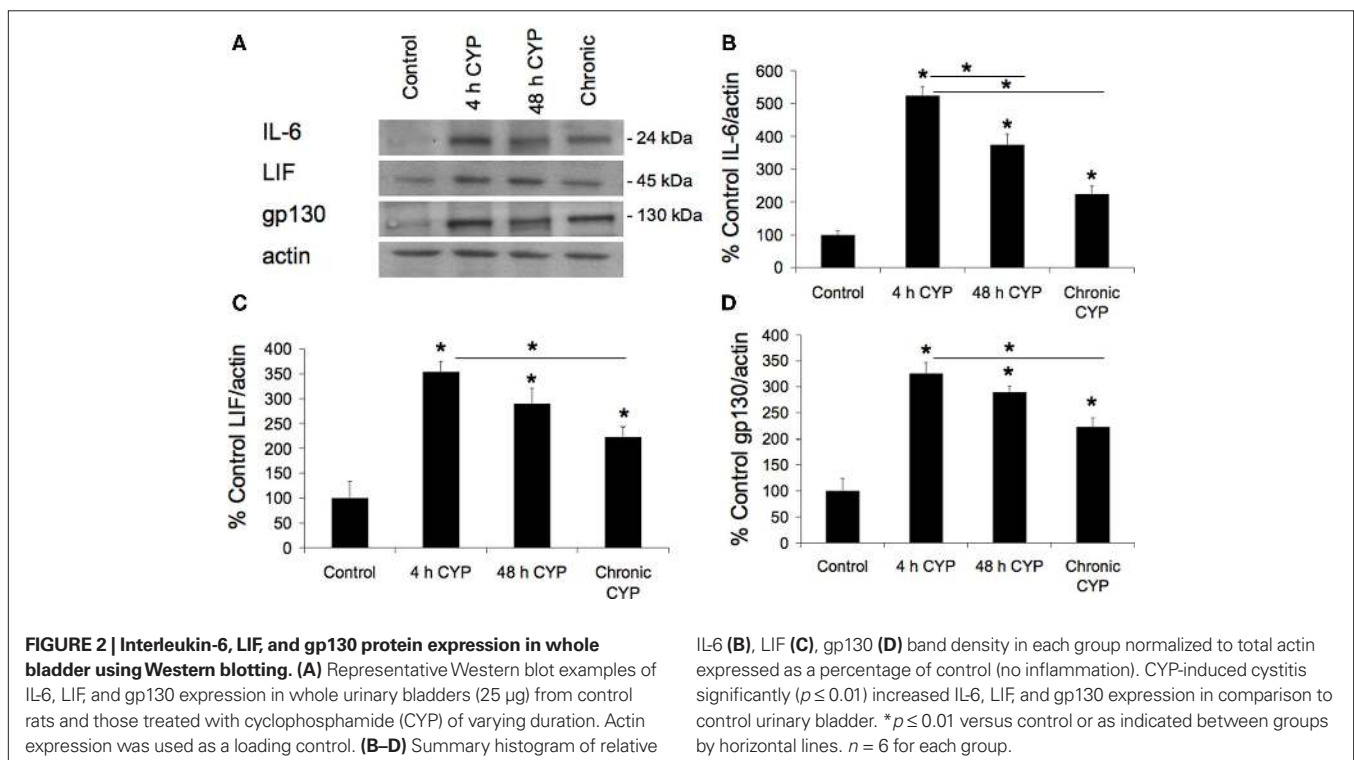 A
Control
4 h CYP
48 h CYP
Chronic
IL-6
- 24 kDa
LIF
- 45 kDa
gp130
- 130 kDa
actin
B
% Control IL-6/actin
600
500
400
300
200
100
0
*
*
*
*
*
Control
4 h CYP
48 h CYP
Chronic
CYP
C
% Control LIF/actin
400
350
300
250
200
150
100
50
0
*
*
*
*
Control
4 h CYP
48 h CYP
Chronic
CYP
D
% Control gp130/actin
400
350
300
250
200
150
100
50
0
*
*
*
*
Control
4 h CYP
48 h CYP
Chronic
CYP
FIGURE 2 | Interleukin-6, LIF, and gp130 protein expression in whole
bladder using Western blotting. (A) Representative Western blot examples of
IL-6, LIF, and gp130 expression in whole urinary bladders (25 µg) from control
rats and those treated with cyclophosphamide (CYP) of varying duration. Actin
expression was used as a loading control. (B–D) Summary histogram of relative
IL-6 (B), LIF (C), gp130 (D) band density in each group normalized to total actin
expressed as a percentage of control (no inflammation). CYP-induced cystitis
significantly (p ≤ 0.01) increased IL-6, LIF, and gp130 expression in comparison to
control urinary bladder. *p ≤ 0.01 versus control or as indicated between groups
by horizontal lines. n = 6 for each group.